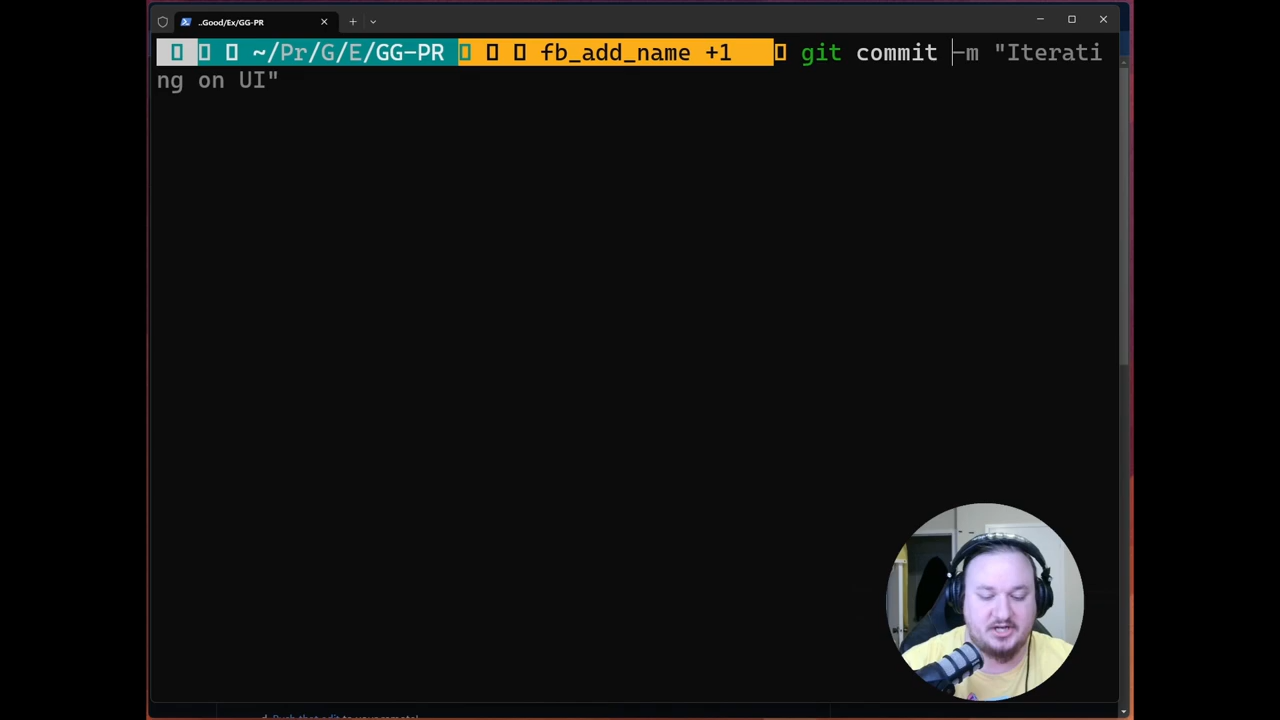 ..Good/Ex/GG-PR
~/Pr/G/E/GG-PR fb_add_name +1 git commit -m "Iterati
ng on UI"